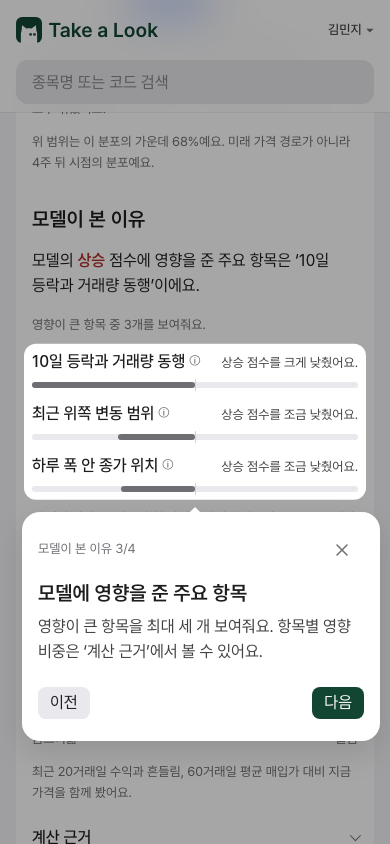 Take a Look
김민지
종목명 또는 코드 검색
위 범위는 이 분포의 가운데 68%예요. 미래 가격 경로가 아니라
4주 뒤 시점의 분포예요.
모델이 본 이유
모델의 상승 점수에 영향을 준 주요 항목은 ‘10일
등락과 거래량 동행’이에요.
영향이 큰 항목 중 3개를 보여줘요.
10일 등락과 거래량 동행 ⓘ 상승 점수를 크게 낮췄어요.
최근 위쪽 변동 범위 ⓘ 상승 점수를 조금 낮췄어요.
하루 폭 안 종가 위치 ⓘ 상승 점수를 조금 낮췄어요.
모델이 본 이유 3/4
모델에 영향을 준 주요 항목
영향이 큰 항목을 최대 세 개 보여줘요. 항목별 영향
비중은 ‘계산 근거’에서 볼 수 있어요.
이전
다음
최근 20거래일 수익과 흔들림, 60거래일 평균 매입가 대비 지금
가격을 함께 봤어요.
계산 근거